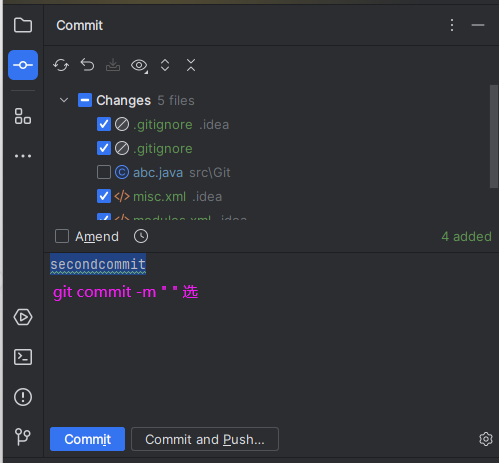 Commit
Changes 5 files
.gitignore .idea
.gitignore
abc.java src\Git
misc.xml .idea
modules.xml .idea
Amend 4 added
secondcommit
git commit -m " " 选
Commit Commit and Push...